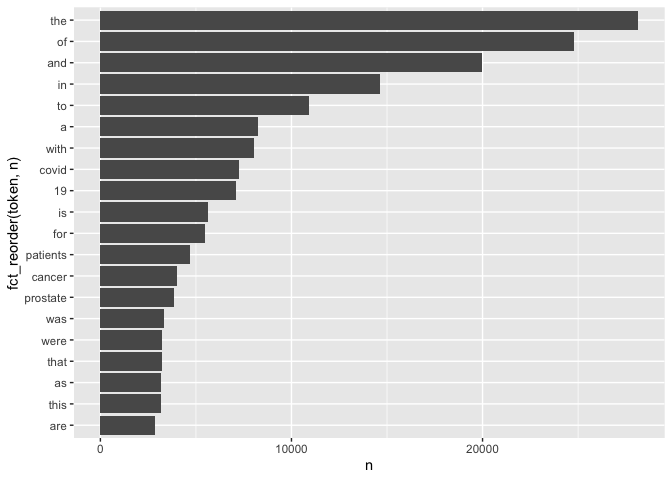 the
of
and
in
to
a
with
covid
19
is
for
patients
cancer
prostate
was
were
that
as
this
are
fct_reorder(token, n)
0 10000 20000
n